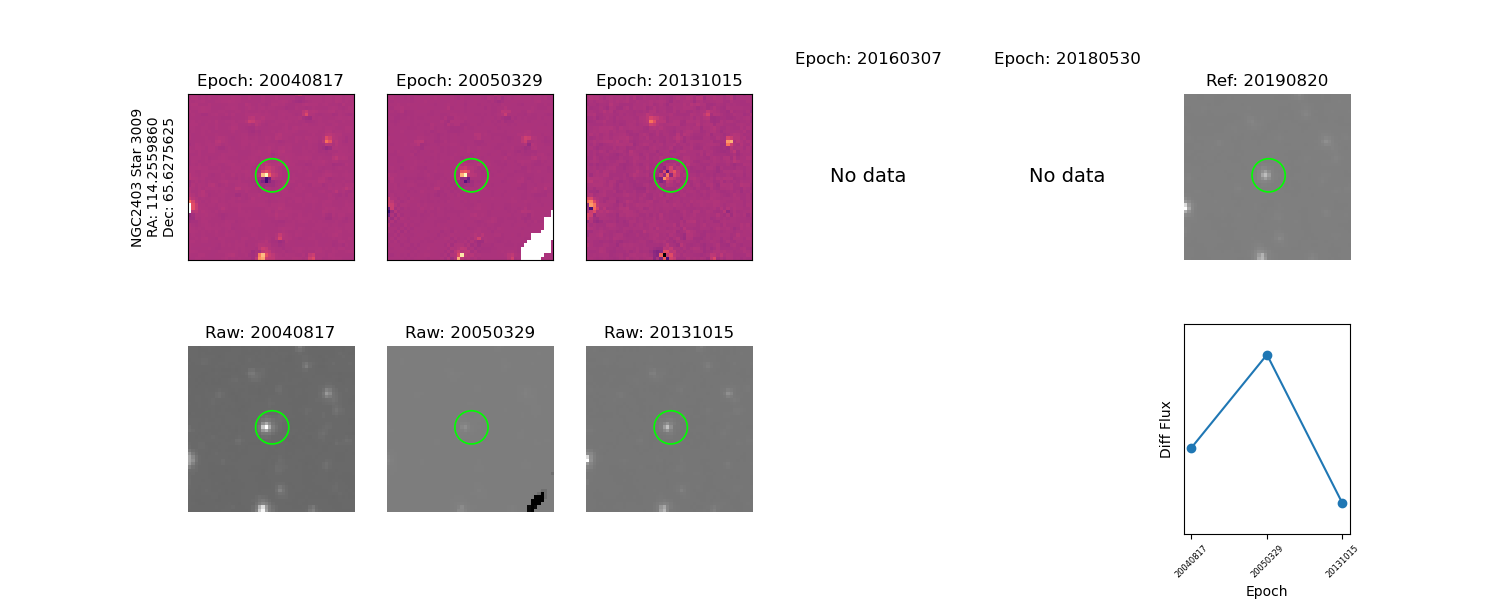 Epoch: 20040817
Epoch: 20050329
Epoch: 20131015
Epoch: 20160307
Epoch: 20180530
Ref: 20190820
NGC2403 Star 3009
RA: 114.2559860
Dec: 65.6275625
No data
No data
Raw: 20040817
Raw: 20050329
Raw: 20131015
Diff Flux
20040817
20050329
20131015
Epoch